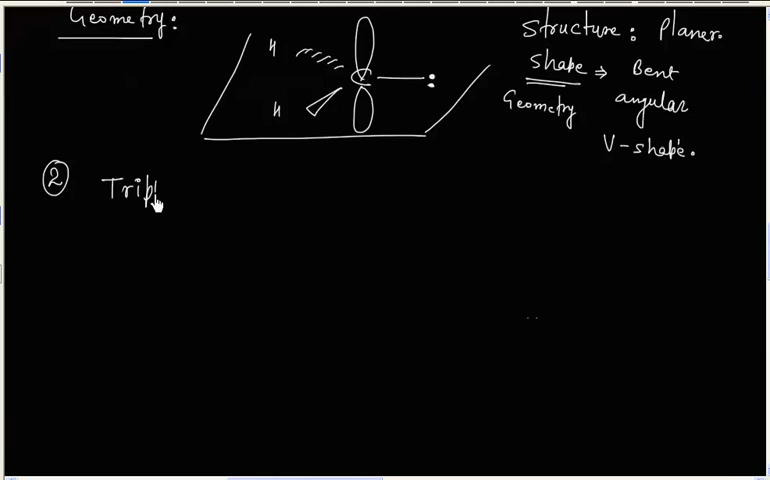 Geometry:
H
C :
H
Structure: Planer.
shape ⇒ Bent
Geometry angular
V-shape.
② Trip